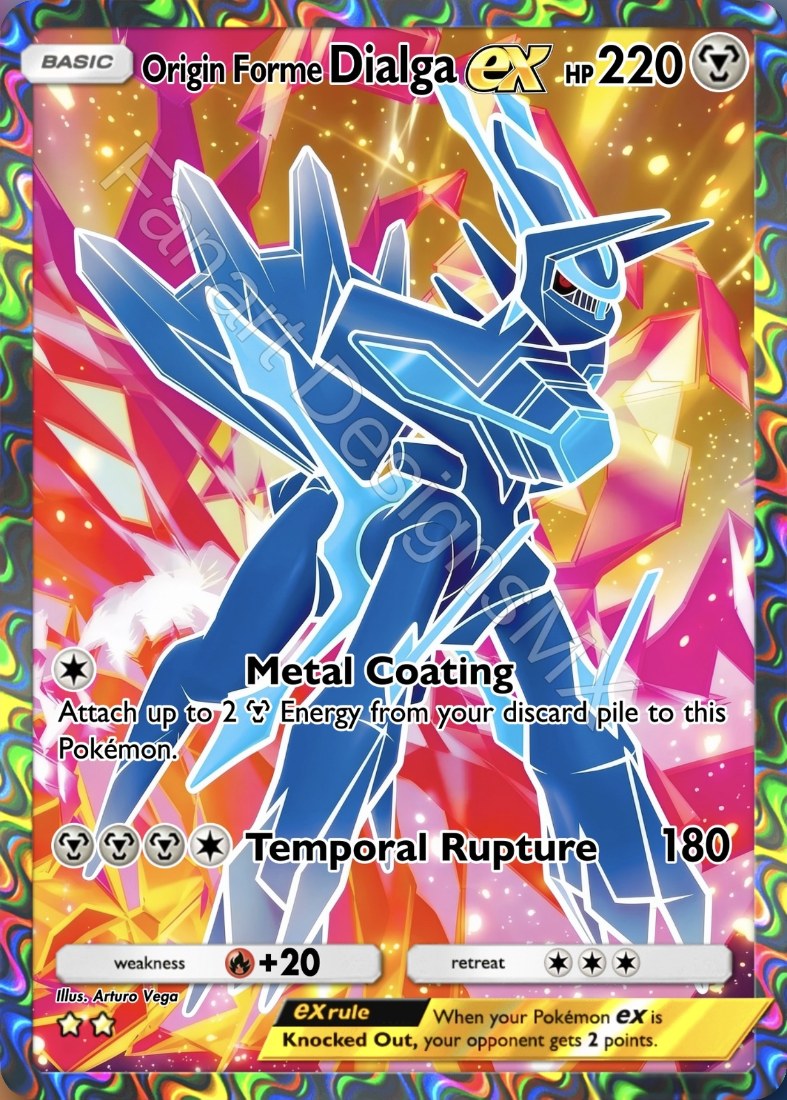 BASIC Origin Forme Dialga ex HP 220
Fanart DesignsMX
Metal Coating
Attach up to 2 Energy from your discard pile to this
Pokémon.
Temporal Rupture 180
weakness +20 retreat
Illus. Arturo Vega
ex rule When your Pokémon ex is
Knocked Out, your opponent gets 2 points.